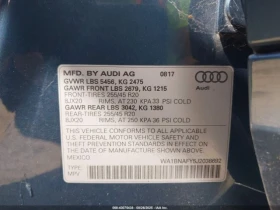 MFD. BY AUDI AG 0817
GVWR LBS 5456, KG 2475
GAWR FRONT LBS 2679, KG 1215
FRONT-TIRES 255/45 R20
8JX20 RIMS, AT 230 KPA 33 PSI COLD
GAWR REAR LBS 3042, KG 1380
REAR-TIRES 255/45 R20
8JX20 RIMS, AT 250 KPA 36 PSI COLD
THIS VEHICLE CONFORMS TO ALL APPLICABLE
FEDERAL MOTOR VEHICLE SAFETY AND
THEFT PREVENTION STANDARDS IN EFFECT ON
THE DATE OF MANUFACTURE SHOWN ABOVE.
MEXICO
TYPE: